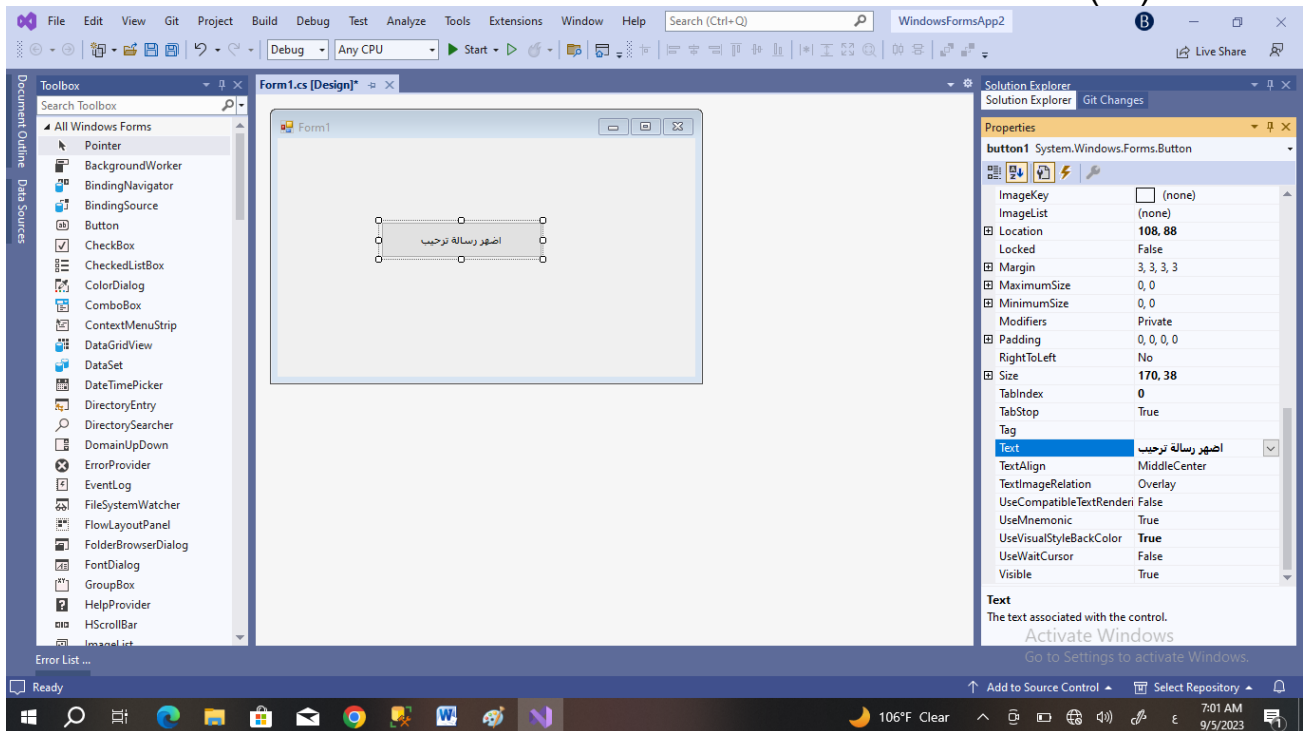 File Edit View Git Project Build Debug Test Analyze Tools Extensions Window Help Search (Ctrl+Q) WindowsFormsApp2 B
Debug Any CPU Start Live Share
Document Outline
Data Sources
Toolbox
Search Toolbox
All Windows Forms
Pointer
BackgroundWorker
BindingNavigator
BindingSource
Button
CheckBox
CheckedListBox
ColorDialog
ComboBox
ContextMenuStrip
DataGridView
DataSet
DateTimePicker
DirectoryEntry
DirectorySearcher
DomainUpDown
ErrorProvider
EventLog
FileSystemWatcher
FlowLayoutPanel
FolderBrowserDialog
FontDialog
GroupBox
HelpProvider
HScrollBar
ImageList
Form1.cs [Design]*
Form1
اضهر رسالة ترحيب
Solution Explorer
Solution Explorer Git Changes
Properties
button1 System.Windows.Forms.Button
ImageKey (none)
ImageList (none)
Location 108, 88
Locked False
Margin 3, 3, 3, 3
MaximumSize 0, 0
MinimumSize 0, 0
Modifiers Private
Padding 0, 0, 0, 0
RightToLeft No
Size 170, 38
TabIndex 0
TabStop True
Tag
Text اضهر رسالة ترحيب
TextAlign MiddleCenter
TextImageRelation Overlay
UseCompatibleTextRenderi False
UseMnemonic True
UseVisualStyleBackColor True
UseWaitCursor False
Visible True
Text
The text associated with the control.
Activate Windows
Go to Settings to activate Windows.
Error List ...
Ready Add to Source Control Select Repository
106°F Clear ع 7:01 AM
9/5/2023